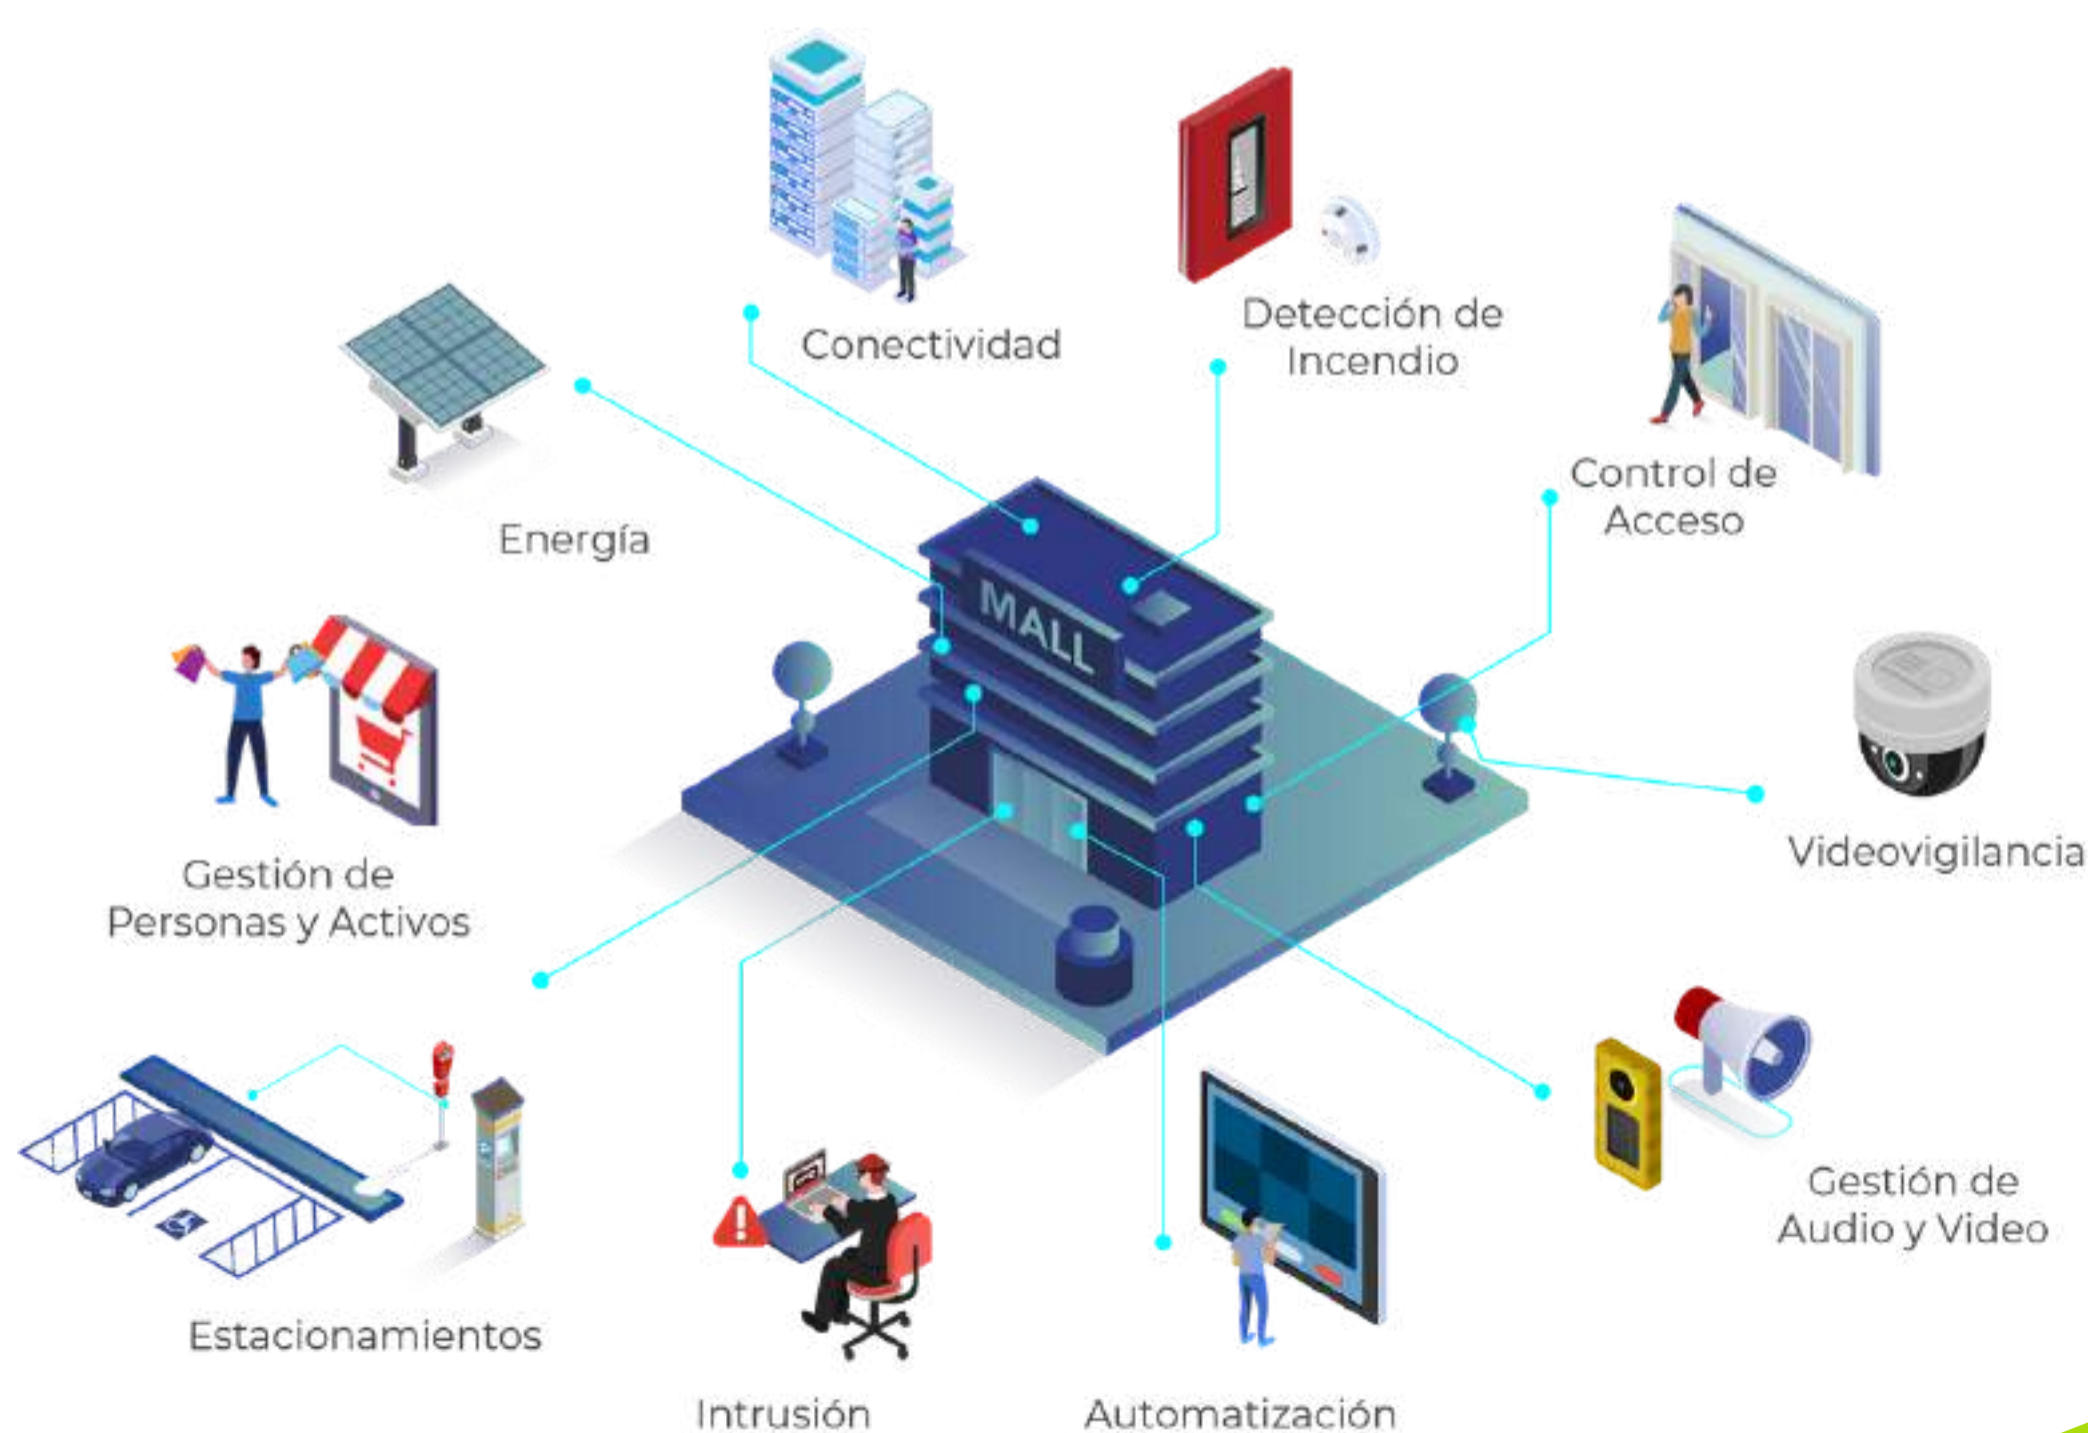 Conectividad
Detección de
Incendio
Control de
Acceso
Energía
MALL
Videovigilancia
Gestión de
Personas y Activos
Gestión de
Audio y Video
Estacionamientos
Intrusión
Automatización